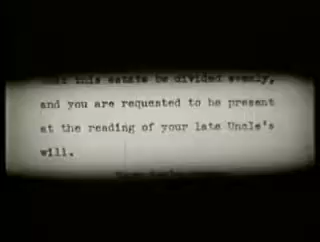 that this estate be divided evenly,
and you are requested to be present
at the reading of your late Uncle's
will.